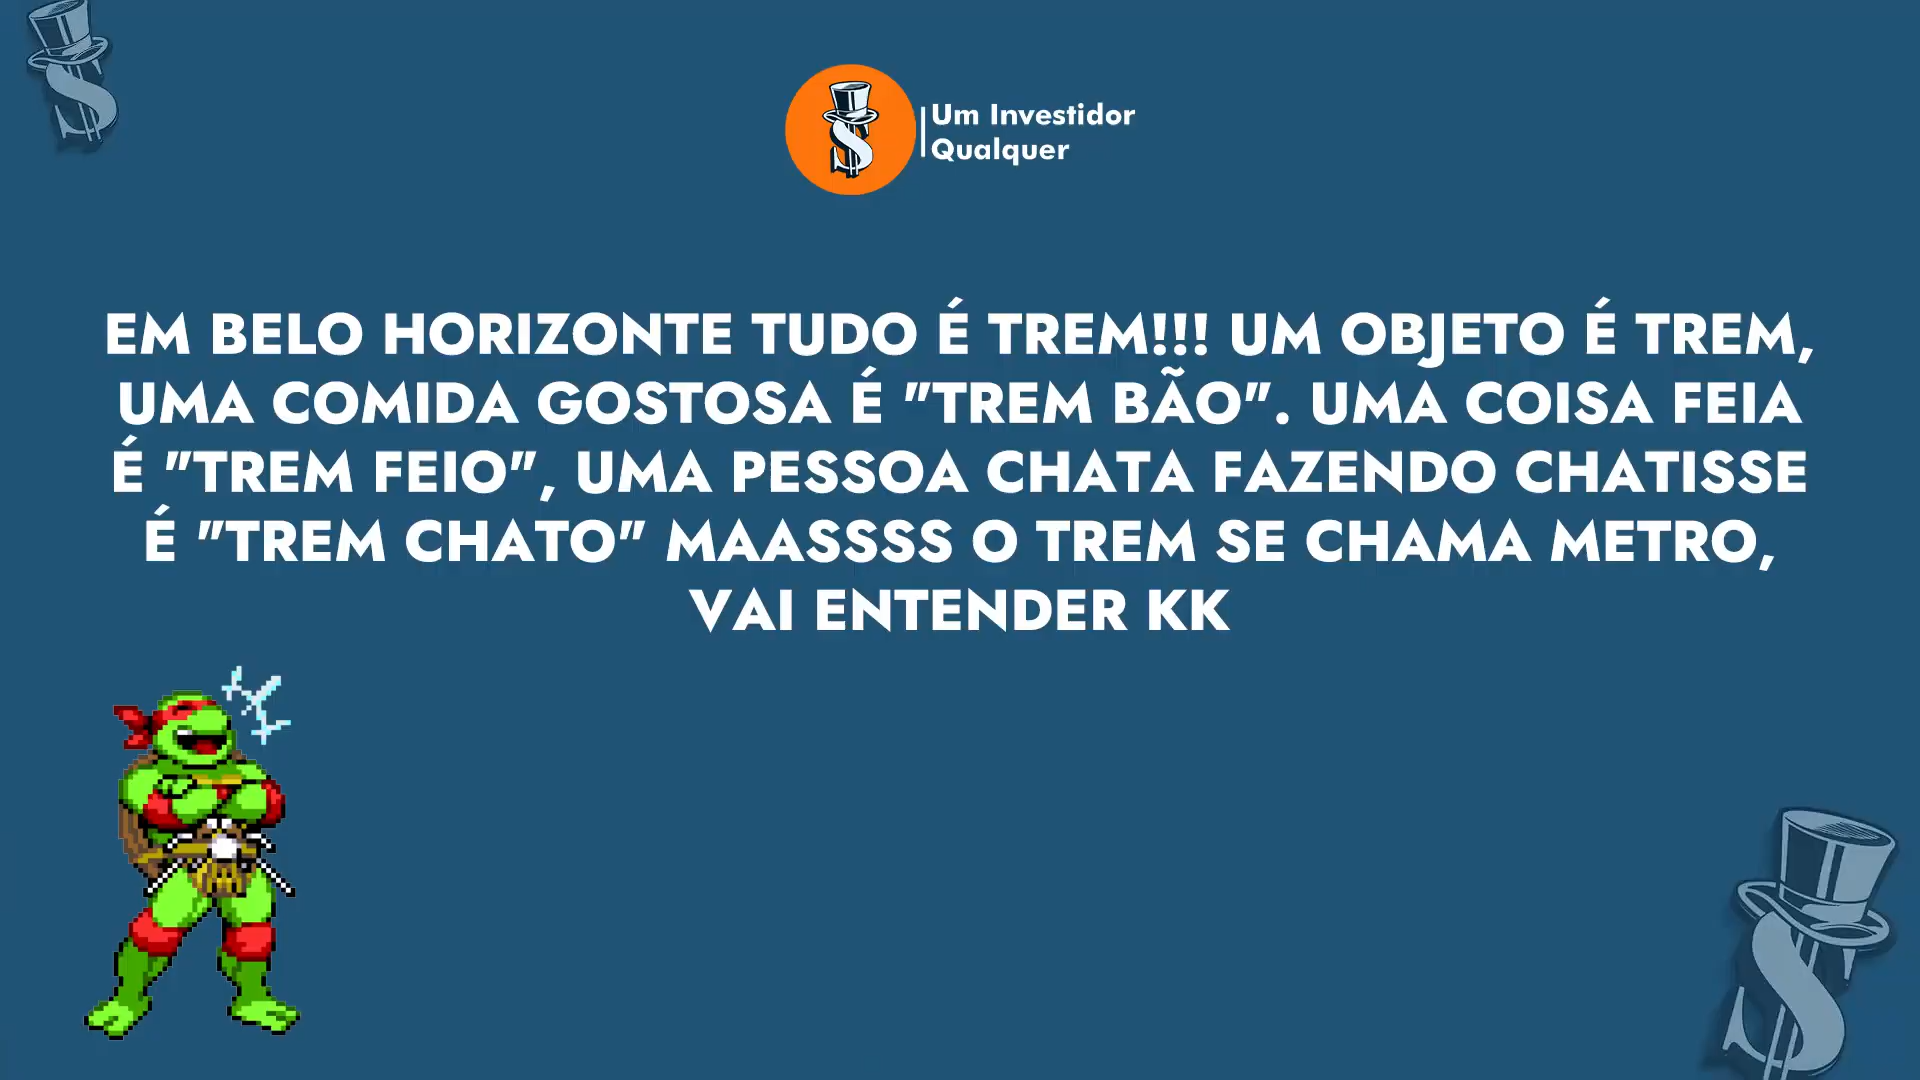 Um Investidor
Qualquer
EM BELO HORIZONTE TUDO É TREM!!! UM OBJETO É TREM,
UMA COMIDA GOSTOSA É "TREM BÃO". UMA COISA FEIA
É "TREM FEIO", UMA PESSOA CHATA FAZENDO CHATISSE
É "TREM CHATO" MAASSSS O TREM SE CHAMA METRO,
VAI ENTENDER KK